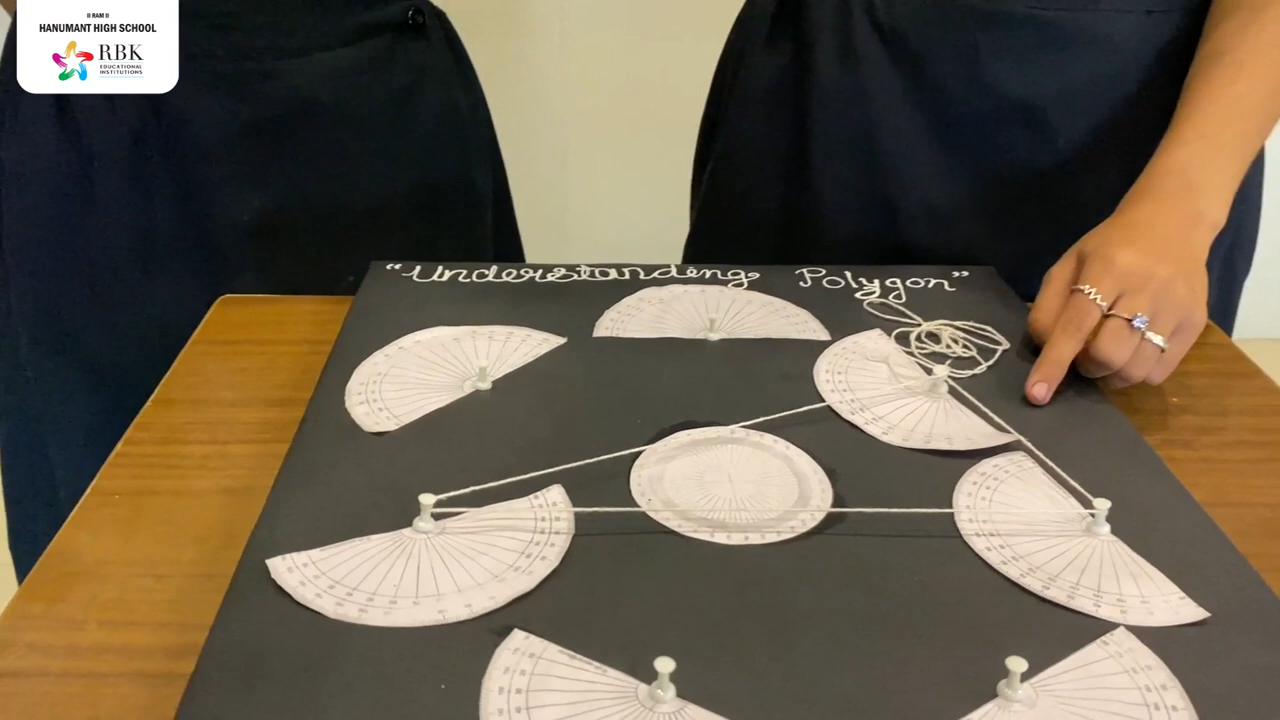 ॥ RAM ॥
HANUMANT HIGH SCHOOL
RBK
EDUCATIONAL
INSTITUTIONS
"Understanding Polygon"